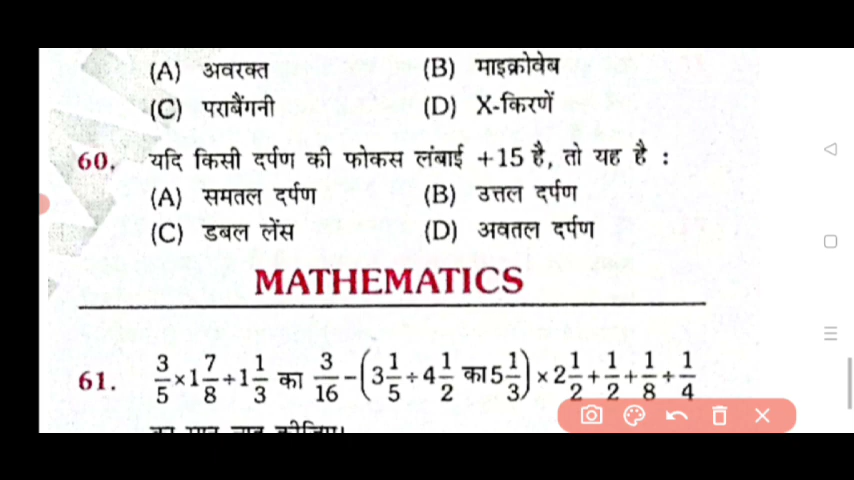 (A) अवरक्त (B) माइक्रोवेब
(C) पराबैंगनी (D) X-किरणें
60. यदि किसी दर्पण की फोकस लंबाई +15 है, तो यह है :
(A) समतल दर्पण (B) उत्तल दर्पण
(C) डबल लेंस (D) अवतल दर्पण
MATHEMATICS
61. 3/5 × 1 7/8 ÷ 1 1/3 का 3/16 − (3 1/5 ÷ 4 1/2 का 5 1/3) × 2 1/2 + 1/2 + 1/8 ÷ 1/4